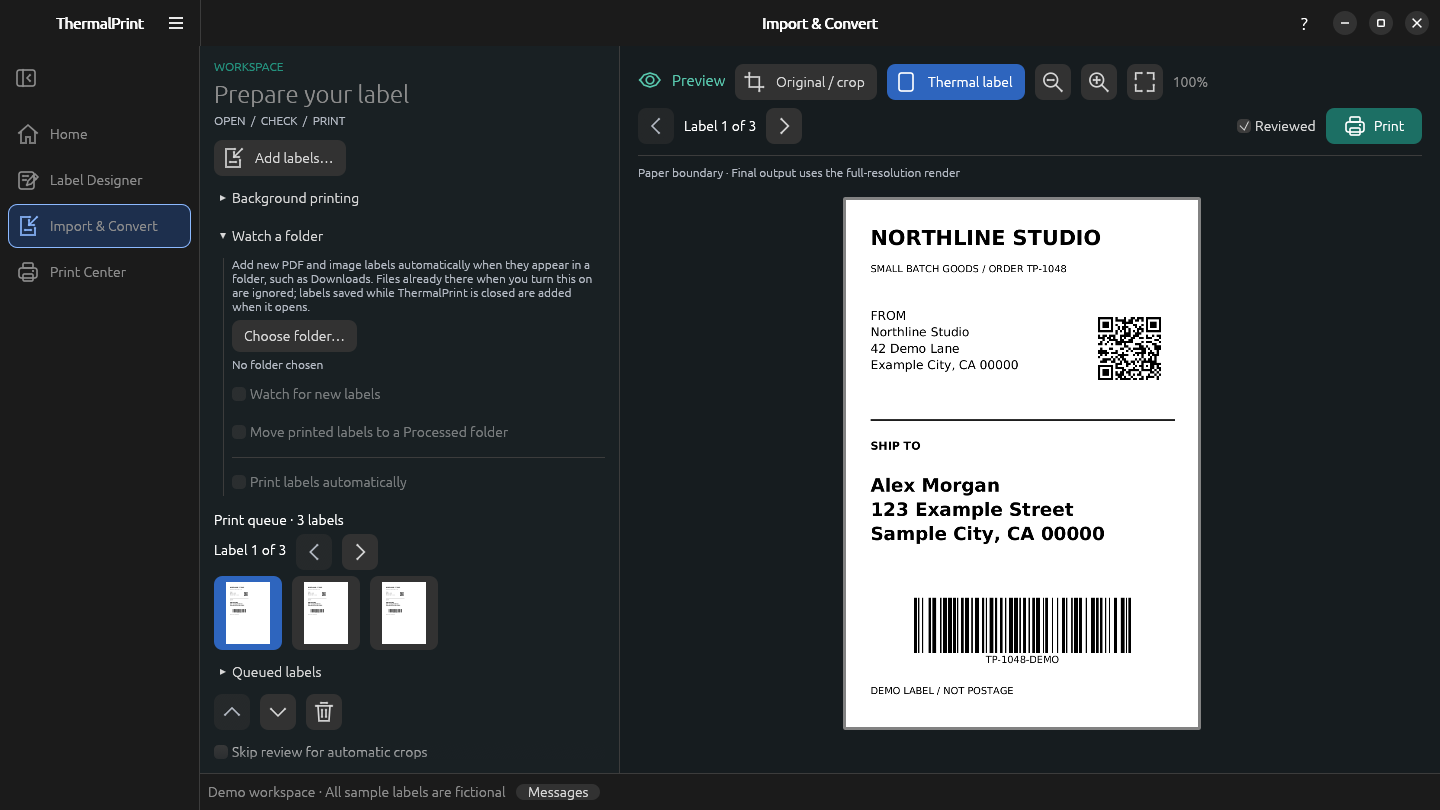 ThermalPrint
Import & Convert
?
Home
Label Designer
Import & Convert
Print Center
WORKSPACE
Prepare your label
OPEN / CHECK / PRINT
Add labels...
Background printing
Watch a folder
Add new PDF and image labels automatically when they appear in a
folder, such as Downloads. Files already there when you turn this on
are ignored; labels saved while ThermalPrint is closed are added
when it opens.
Choose folder...
No folder chosen
Watch for new labels
Move printed labels to a Processed folder
Print labels automatically
Print queue · 3 labels
Label 1 of 3
Queued labels
Skip review for automatic crops
Preview
Original / crop
Thermal label
100%
Label 1 of 3
Reviewed
Print
Paper boundary · Final output uses the full-resolution render
NORTHLINE STUDIO
SMALL BATCH GOODS / ORDER TP-1048
FROM
Northline Studio
42 Demo Lane
Example City, CA 00000
SHIP TO
Alex Morgan
123 Example Street
Sample City, CA 00000
TP-1048-DEMO
DEMO LABEL / NOT POSTAGE
Demo workspace · All sample labels are fictional
Messages